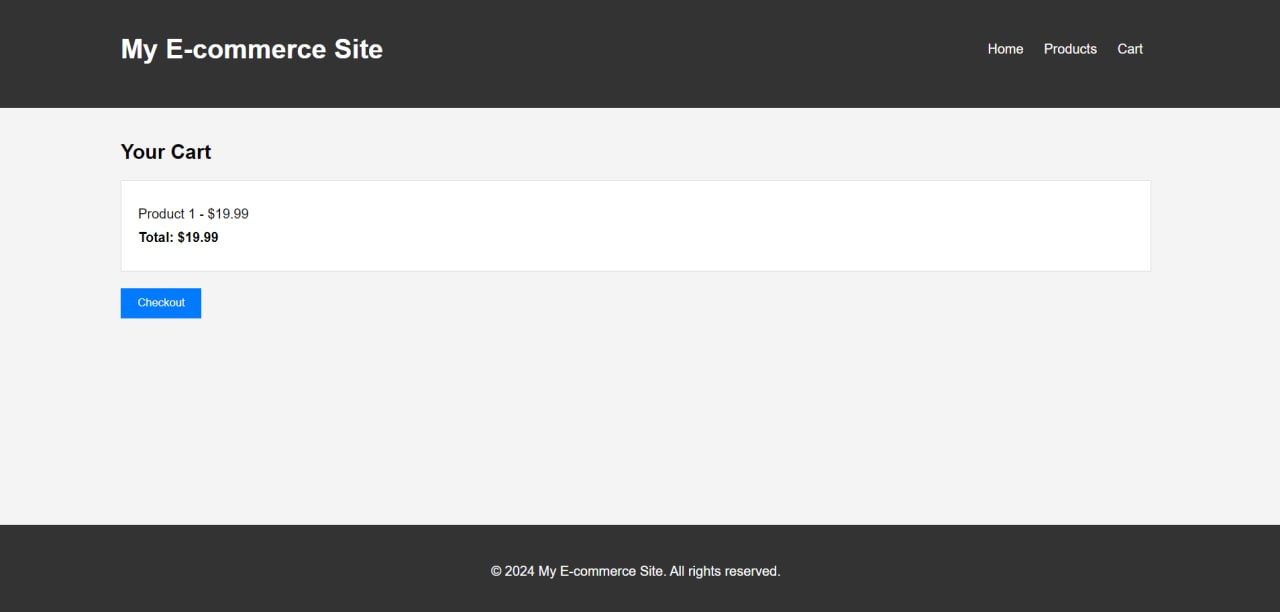 My E-commerce Site
Home Products Cart
Your Cart
Product 1 - $19.99
Total: $19.99
Checkout
© 2024 My E-commerce Site. All rights reserved.